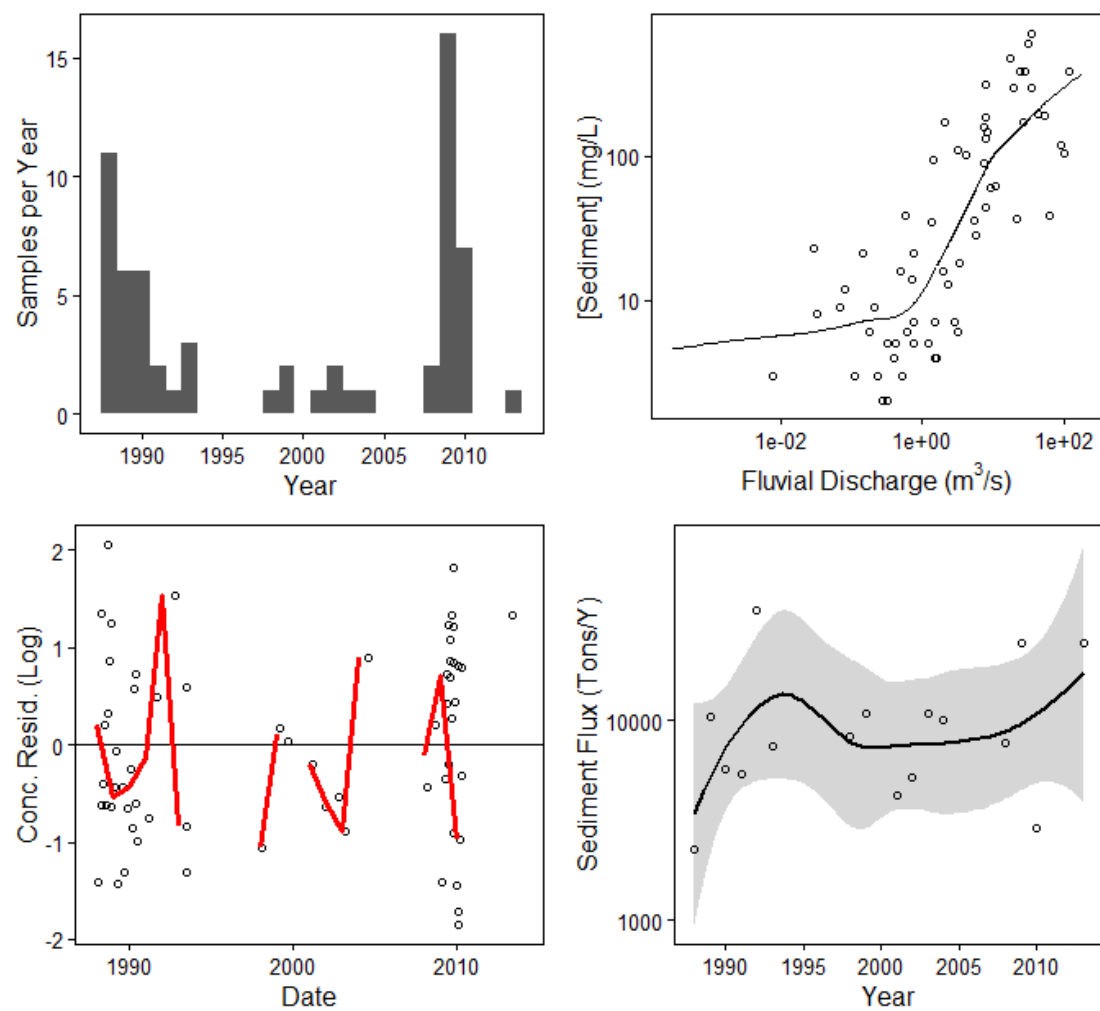 Samples per Year
15
10
5
0
1990 1995 2000 2005 2010
Year
[Sediment] (mg/L)
100
10
1e-02 1e+00 1e+02
Fluvial Discharge (m³/s)
Conc. Resid. (Log)
2
1
0
-1
-2
1990 2000 2010
Date
Sediment Flux (Tons/Y)
10000
1000
1990 1995 2000 2005 2010
Year